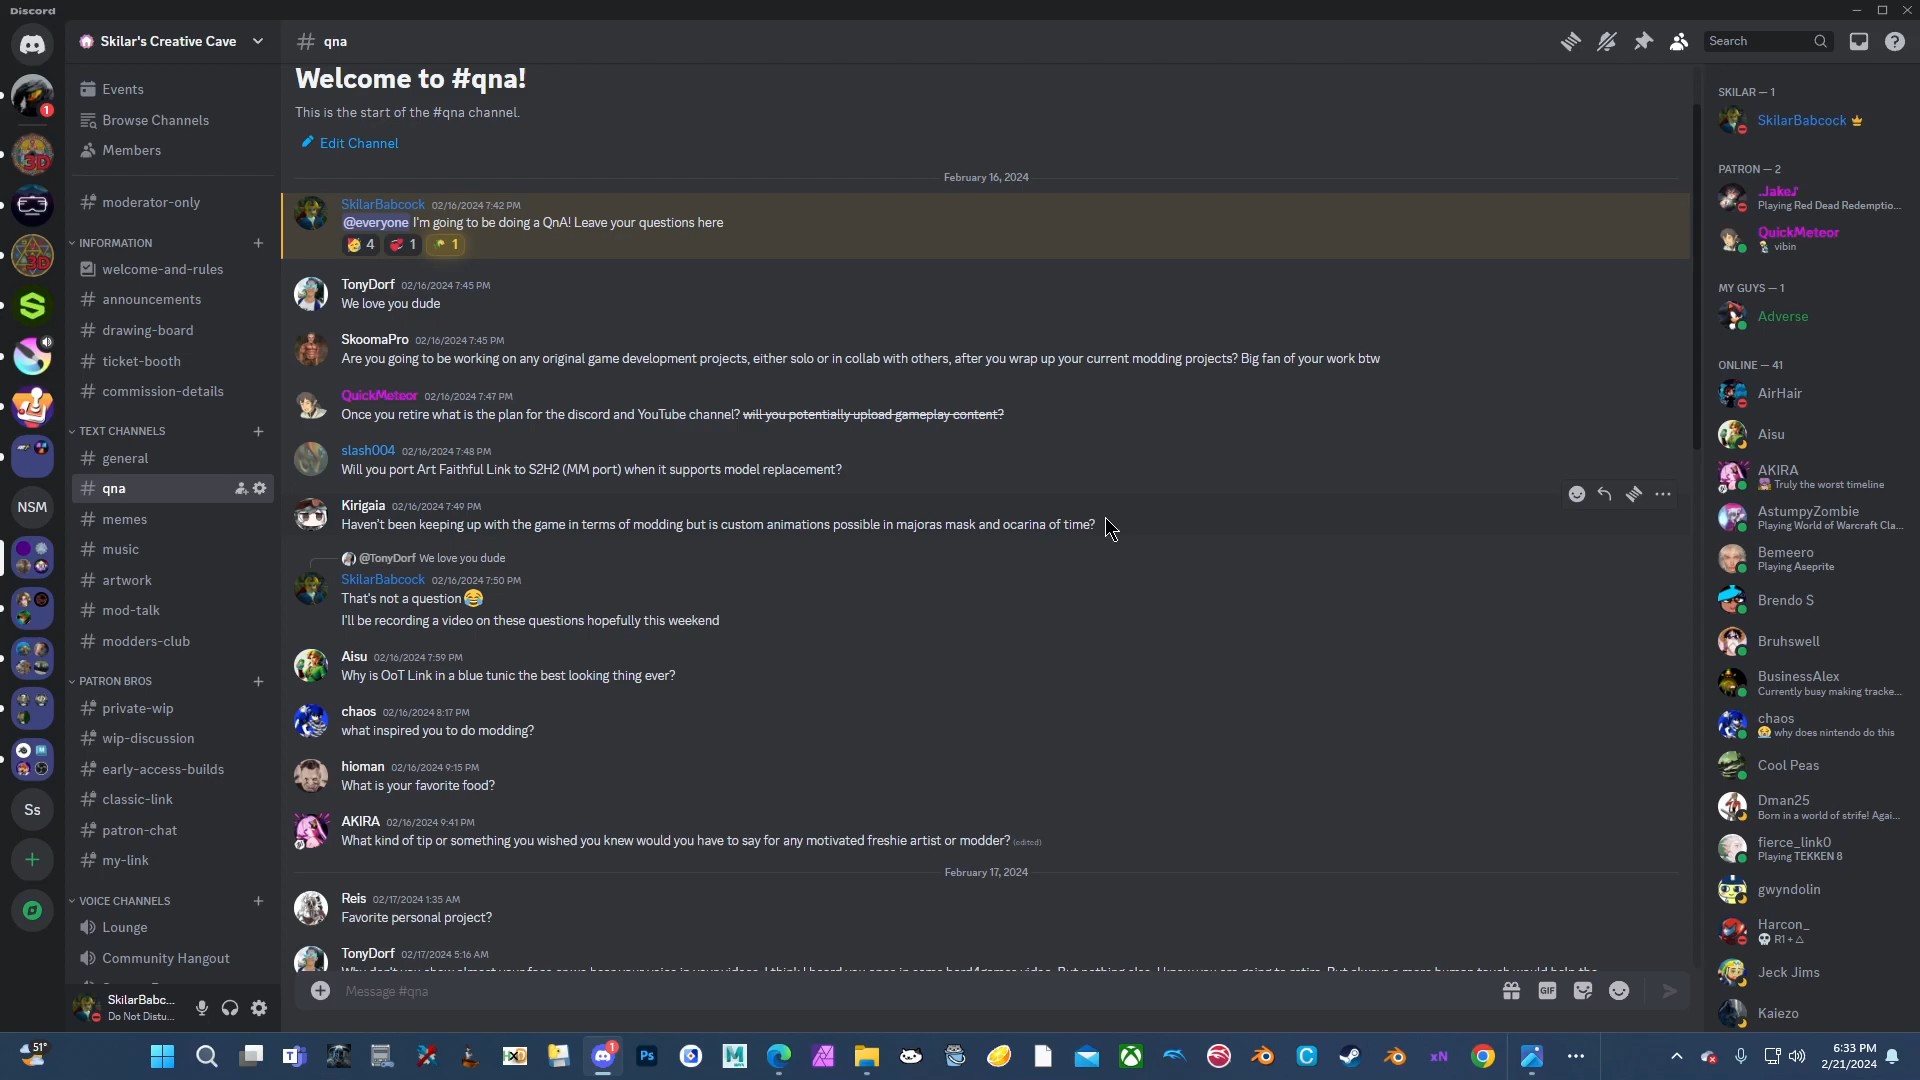 Discord
Skilar's Creative Cave
qna
Search
Events
Browse Channels
Members
moderator-only
INFORMATION
welcome-and-rules
announcements
drawing-board
ticket-booth
commission-details
TEXT CHANNELS
general
qna
memes
music
artwork
mod-talk
modders-club
PATRON BROS
private-wip
wip-discussion
early-access-builds
classic-link
patron-chat
my-link
VOICE CHANNELS
Lounge
Community Hangout
SkilarBabc...
Do Not Distu...
1
3D
3D
NSM
Ss
Welcome to #qna!
This is the start of the #qna channel.
Edit Channel
February 16, 2024
SkilarBabcock 02/16/2024 7:42 PM
@everyone I'm going to be doing a QnA! Leave your questions here
4 1 1
TonyDorf 02/16/2024 7:45 PM
We love you dude
SkoomaPro 02/16/2024 7:45 PM
Are you going to be working on any original game development projects, either solo or in collab with others, after you wrap up your current modding projects? Big fan of your work btw
QuickMeteor 02/16/2024 7:47 PM
Once you retire what is the plan for the discord and YouTube channel? will you potentially upload gameplay content?
slash004 02/16/2024 7:48 PM
Will you port Art Faithful Link to S2H2 (MM port) when it supports model replacement?
Kirigaia 02/16/2024 7:49 PM
Haven't been keeping up with the game in terms of modding but is custom animations possible in majoras mask and ocarina of time?
@TonyDorf We love you dude
SkilarBabcock 02/16/2024 7:50 PM
That's not a question 😂
I'll be recording a video on these questions hopefully this weekend
Aisu 02/16/2024 7:59 PM
Why is OoT Link in a blue tunic the best looking thing ever?
chaos 02/16/2024 8:17 PM
what inspired you to do modding?
hioman 02/16/2024 9:15 PM
What is your favorite food?
AKIRA 02/16/2024 9:41 PM
What kind of tip or something you wished you knew would you have to say for any motivated freshie artist or modder? (edited)
February 17, 2024
Reis 02/17/2024 1:35 AM
Favorite personal project?
TonyDorf 02/17/2024 5:16 AM
Message #qna
GIF
SKILAR — 1
SkilarBabcock
PATRON — 2
.Jake♪
Playing Red Dead Redemptio...
QuickMeteor
vibin
MY GUYS — 1
Adverse
ONLINE — 41
AirHair
Aisu
AKIRA
Truly the worst timeline
AstumpyZombie
Playing World of Warcraft Cla...
Bemeero
Playing Aseprite
Brendo S
Bruhswell
BusinessAlex
Currently busy making tracke...
chaos
😭 why does nintendo do this
Cool Peas
Dman25
Born in a world of strife! Agai...
fierce_link0
Playing TEKKEN 8
gwyndolin
Harcon_
💀 R1 + △
Jeck Jims
Kaiezo
51°
HXD
1
Ps
M
C
xN
6:33 PM
2/21/2024